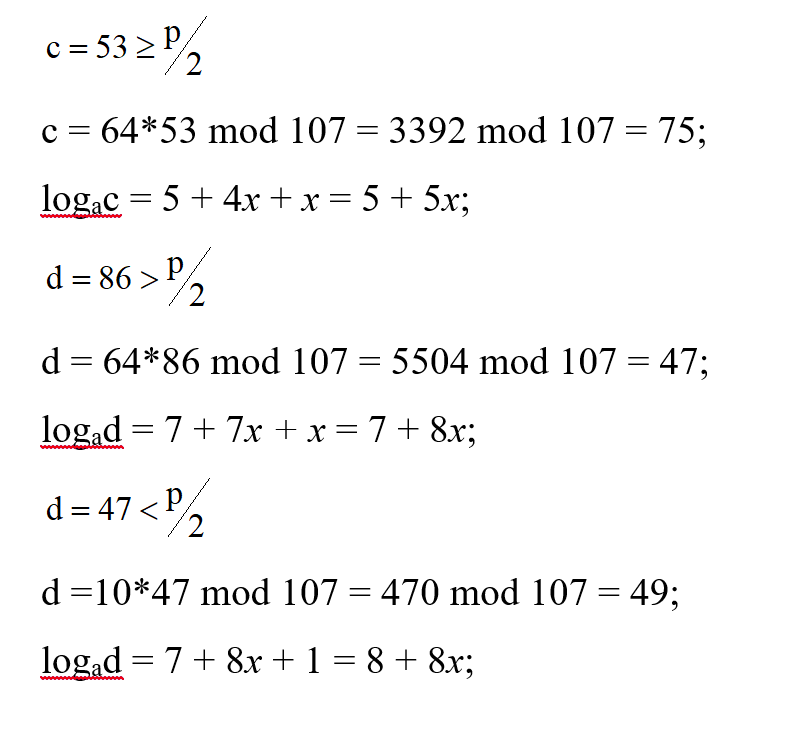 c = 53 ≥ p/2
c = 64*53 mod 107 = 3392 mod 107 = 75;
logₐc = 5 + 4x + x = 5 + 5x;
d = 86 > p/2
d = 64*86 mod 107 = 5504 mod 107 = 47;
logₐd = 7 + 7x + x = 7 + 8x;
d = 47 < p/2
d =10*47 mod 107 = 470 mod 107 = 49;
logₐd = 7 + 8x + 1 = 8 + 8x;